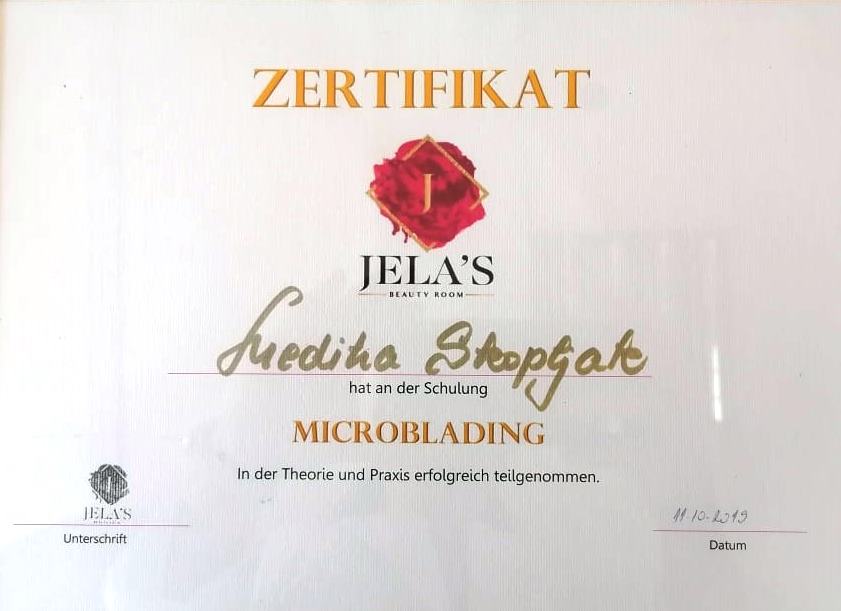 ZERTIFIKAT
J
JELA'S
BEAUTY ROOM
Mediha Skopljak
hat an der Schulung
MICROBLADING
In der Theorie und Praxis erfolgreich teilgenommen.
JELA'S
Unterschrift
11-10-2019
Datum